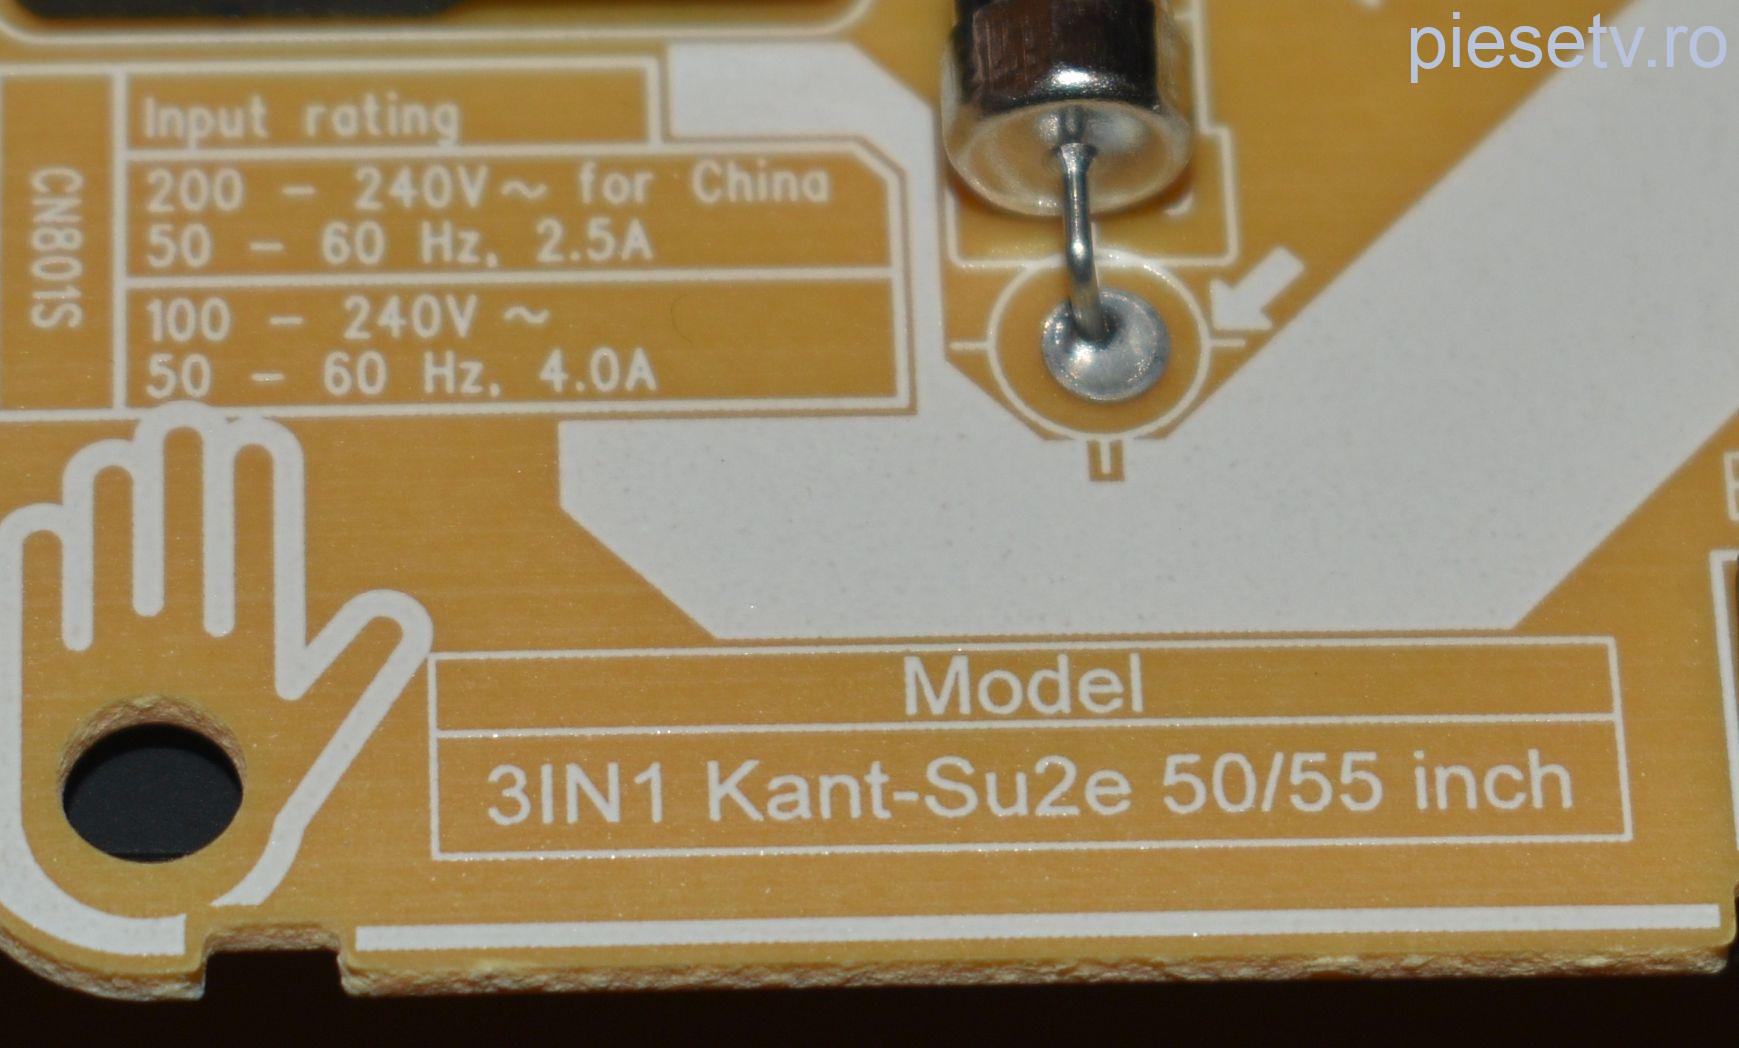 piesetv.ro
Input rating
200 - 240V ~ for China
50 - 60 Hz, 2.5A
100 - 240V ~
50 - 60 Hz, 4.0A
CN801S
Model
3IN1 Kant-Su2e 50/55 inch